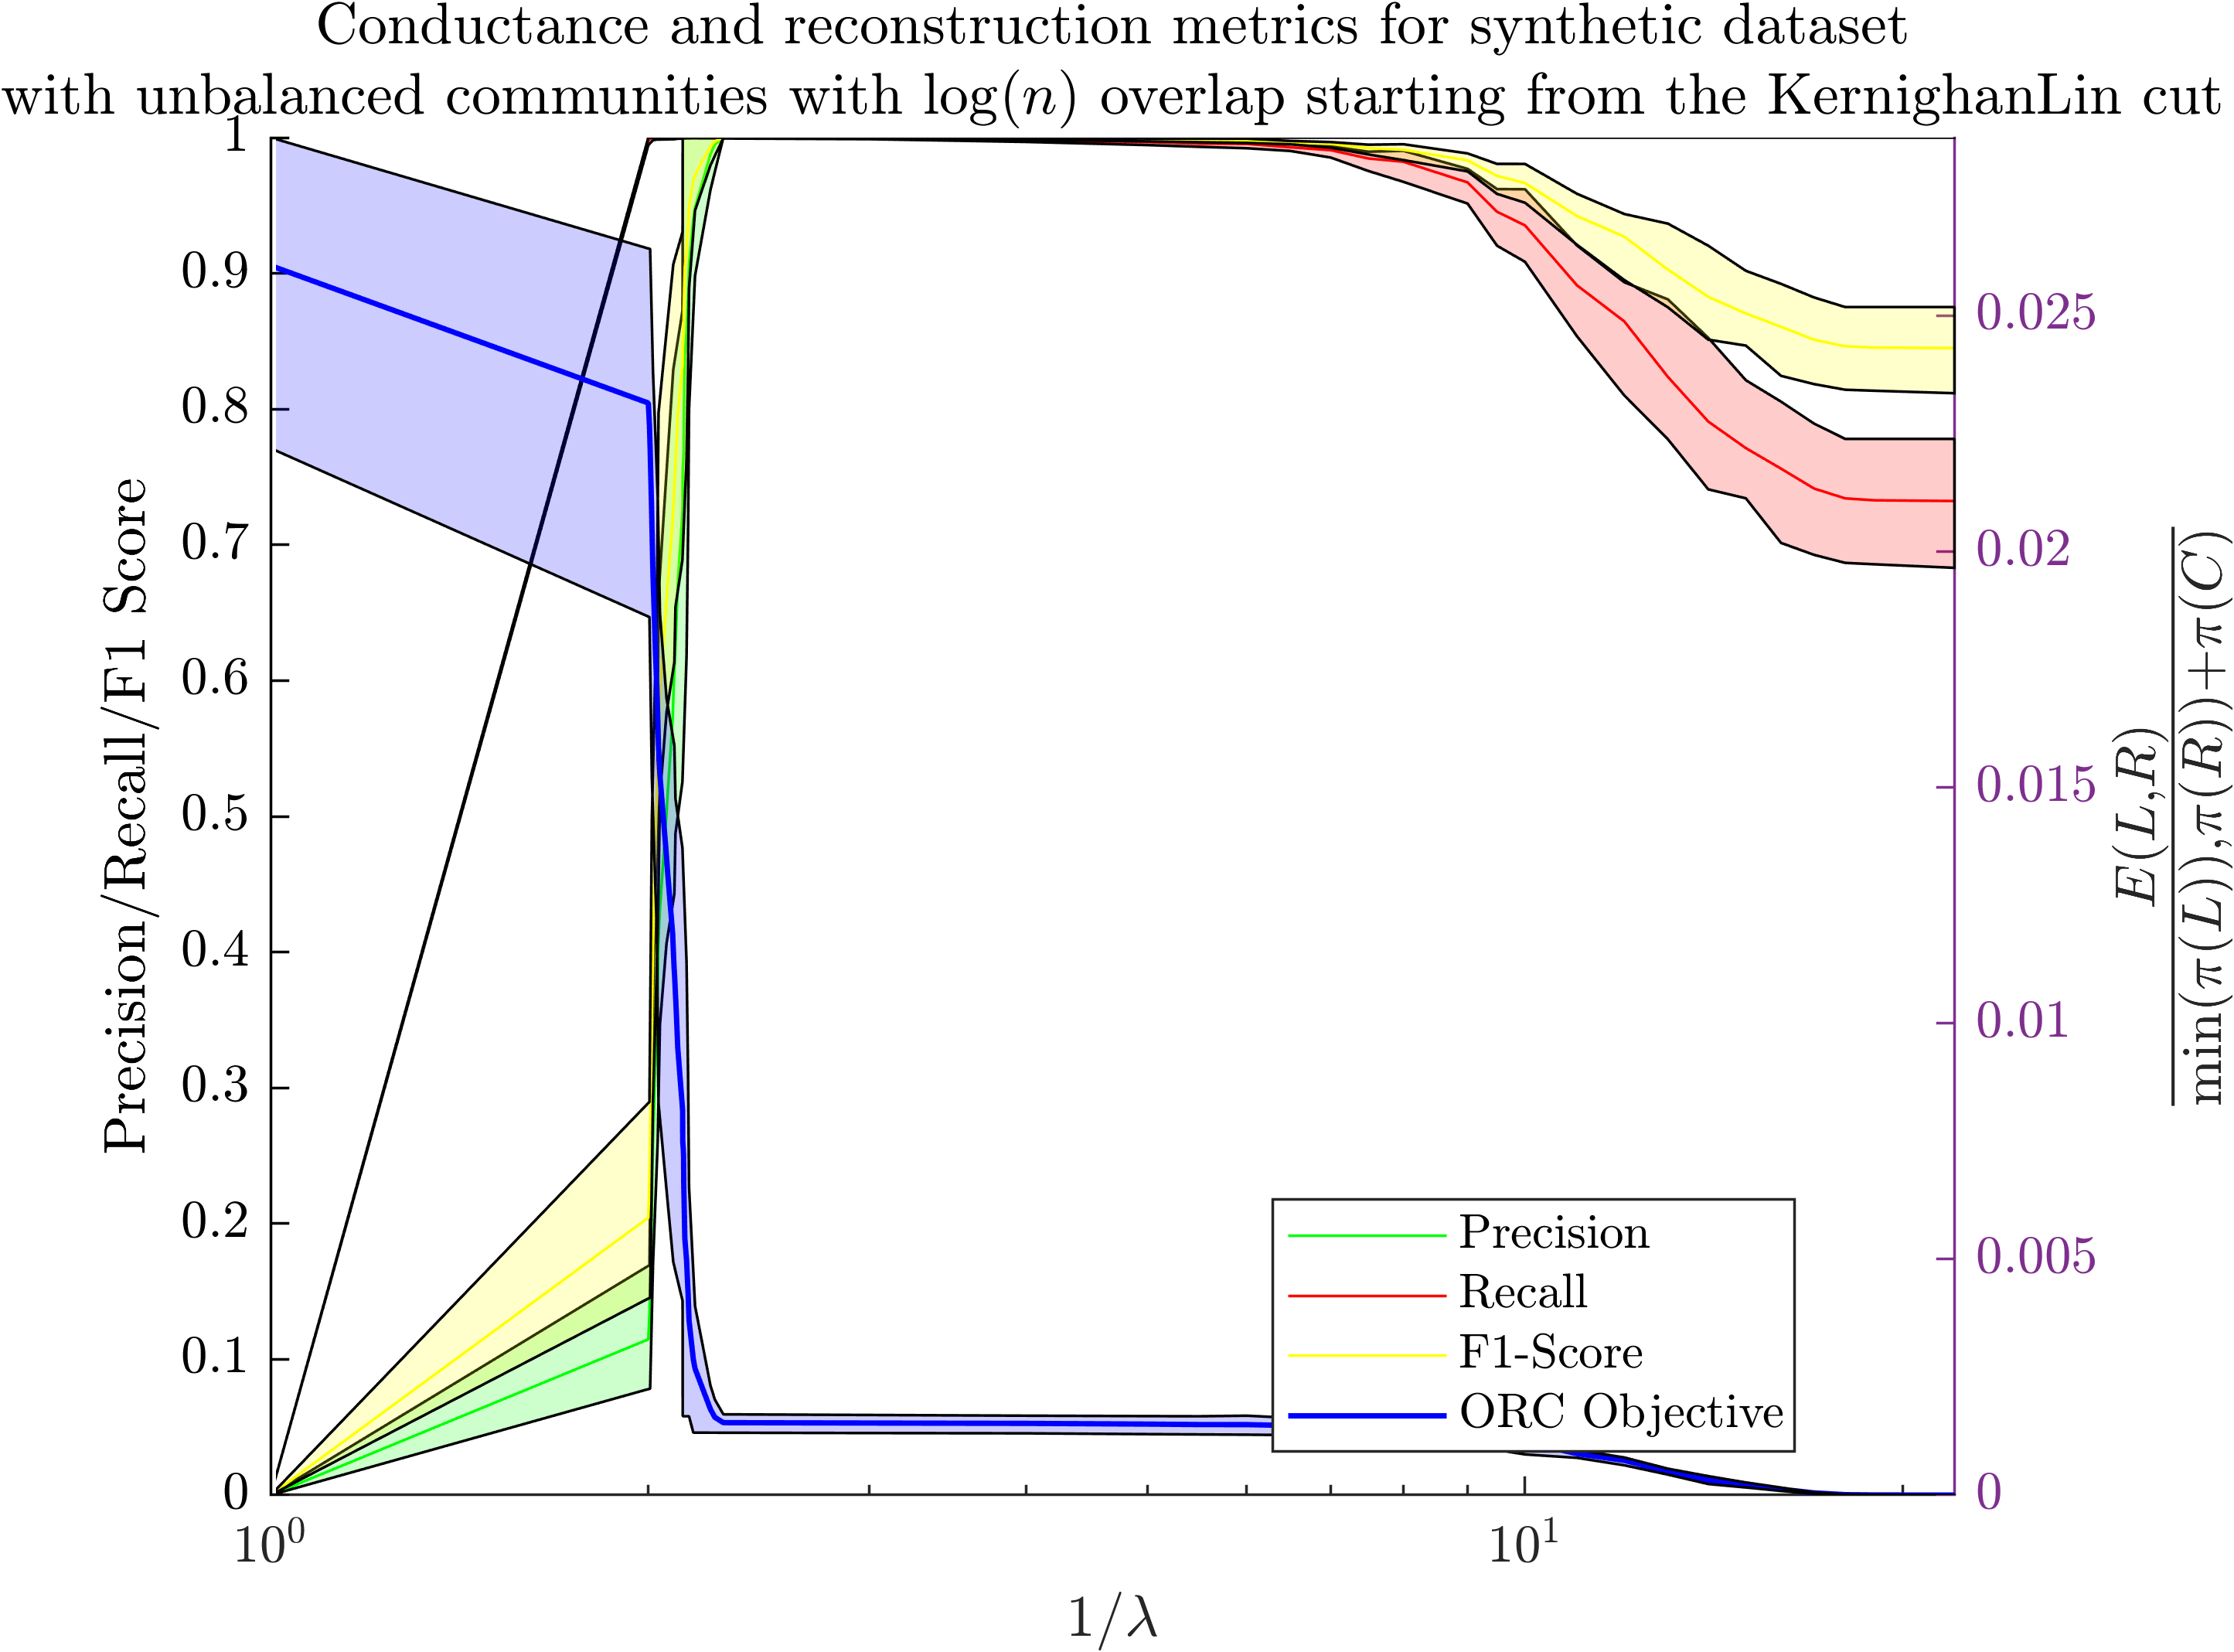 Conductance and reconstruction metrics for synthetic dataset
with unbalanced communities with log(n) overlap starting from the KernighanLin cut
1
0.9
0.8
0.7
0.6
0.5
0.4
0.3
0.2
0.1
0
Precision/Recall/F1 Score
10^0
10^1
1/λ
0.025
0.02
0.015
0.01
0.005
0
E(L,R)
min(π(L)),π(R))+π(C)
Precision
Recall
F1-Score
ORC Objective